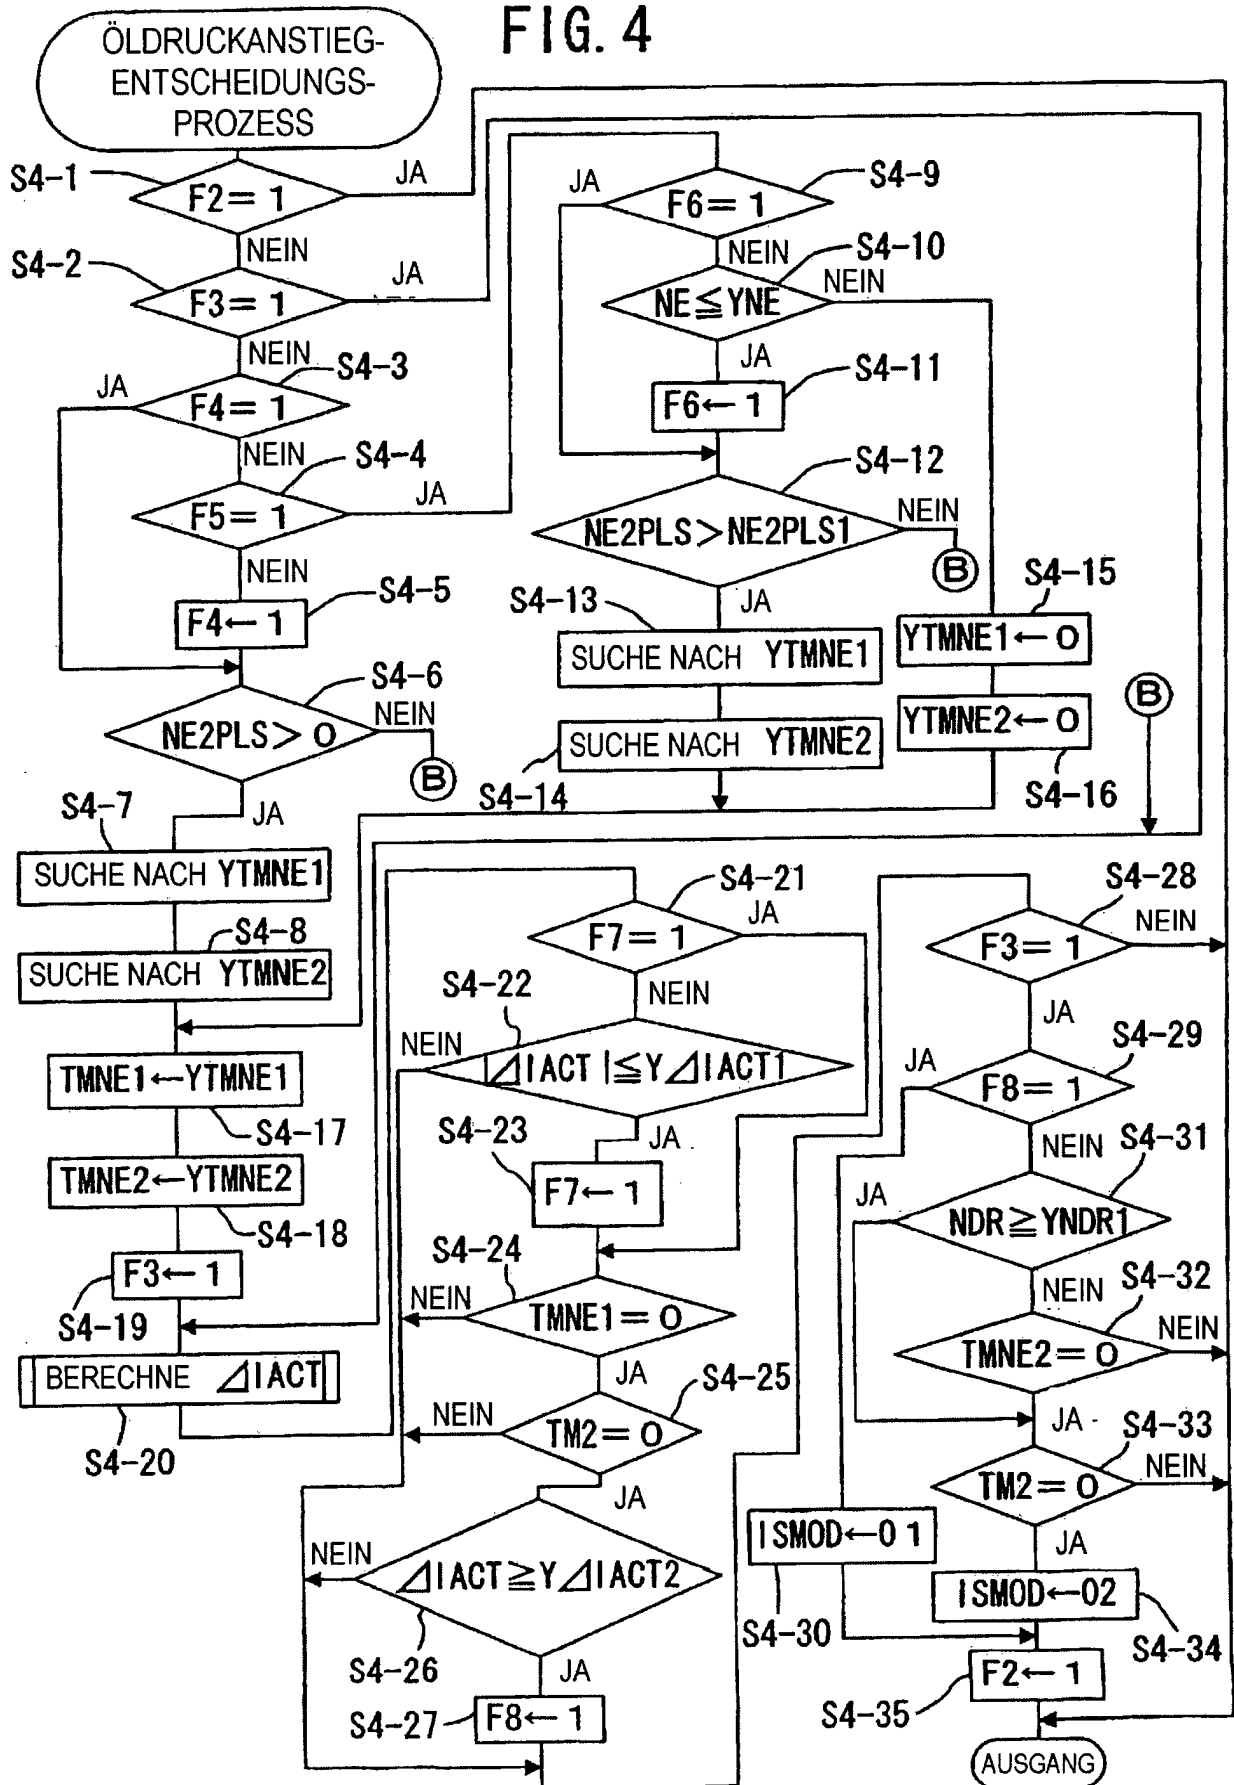 FIG. 4
ÖLDRUCKANSTIEG-
ENTSCHEIDUNGS-
PROZESS
S4-1
F2= 1
JA
NEIN
S4-2
F3= 1
JA
NEIN
S4-3
JA
F4= 1
NEIN
S4-4
F5= 1
JA
NEIN
S4-5
F4← 1
S4-6
NE2PLS> 0
NEIN
B
JA
S4-7
SUCHE NACH YTMNE1
S4-8
SUCHE NACH YTMNE2
S4-9
JA
F6= 1
NEIN
S4-10
NE≦YNE
NEIN
JA
S4-11
F6← 1
S4-12
NE2PLS>NE2PLS1
NEIN
B
JA
S4-13
SUCHE NACH YTMNE1
SUCHE NACH YTMNE2
S4-14
S4-15
YTMNE1←0
YTMNE2←0
S4-16
B
TMNE1←YTMNE1
S4-17
TMNE2←YTMNE2
S4-18
F3← 1
S4-19
BERECHNE ⊿IACT
S4-20
S4-21
F7= 1
JA
NEIN
S4-22
NEIN
|⊿IACT|≦Y⊿IACT1
JA
S4-23
F7← 1
S4-24
NEIN
TMNE1=0
JA
S4-25
NEIN
TM2=0
JA
NEIN
⊿IACT≧Y⊿IACT2
S4-26
JA
S4-27
F8← 1
S4-28
F3= 1
NEIN
JA
S4-29
JA
F8= 1
NEIN
S4-31
JA
NDR≧YNDR1
NEIN
S4-32
TMNE2=0
NEIN
JA
S4-33
TM2=0
NEIN
JA
ISMOD←01
S4-30
ISMOD←02
S4-34
F2← 1
S4-35
AUSGANG